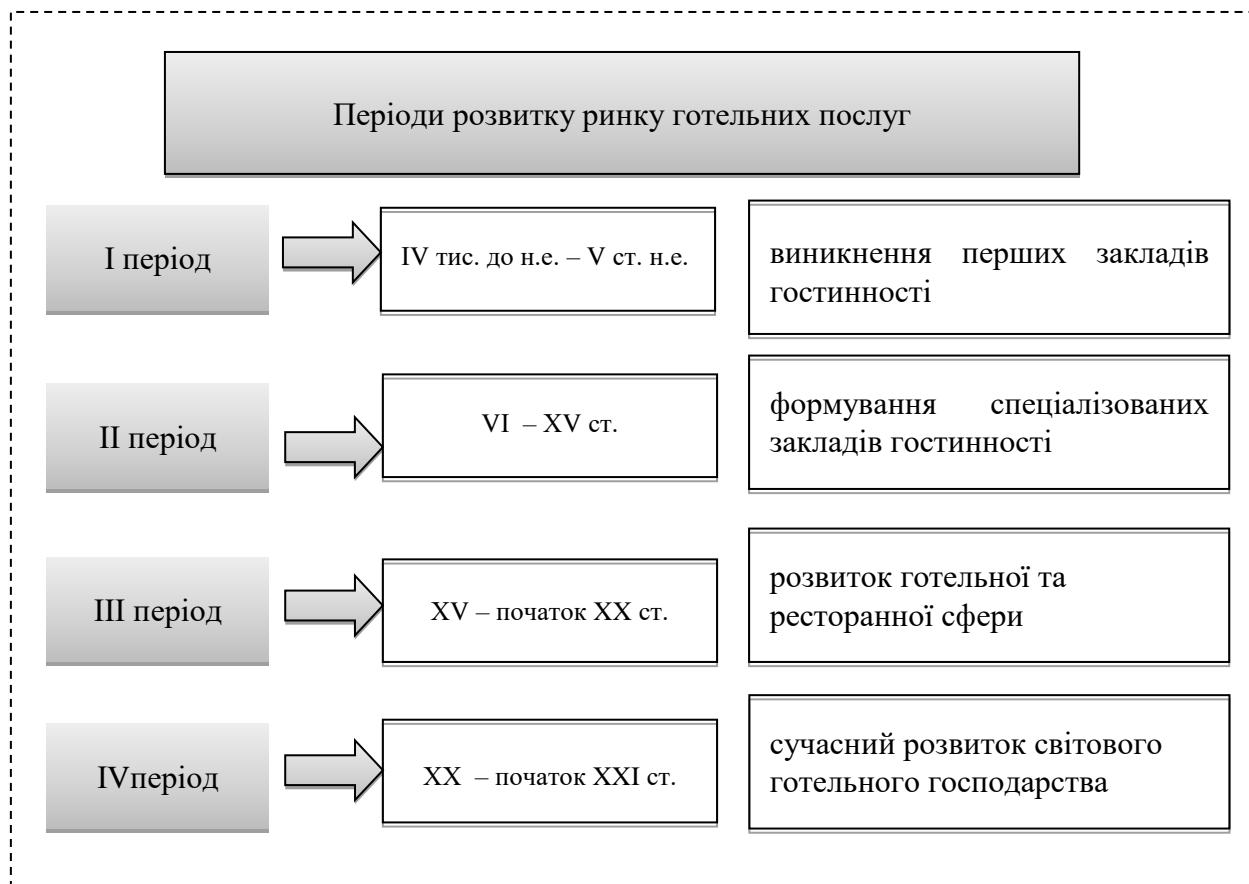 Періоди розвитку ринку готельних послуг
І період
IV тис. до н.е. – V ст. н.е.
виникнення перших закладів
гостинності
ІІ період
VI – XV ст.
формування спеціалізованих
закладів гостинності
ІІІ період
XV – початок XX ст.
розвиток готельної та
ресторанної сфери
IVперіод
XX – початок XXI ст.
сучасний розвиток світового
готельного господарства